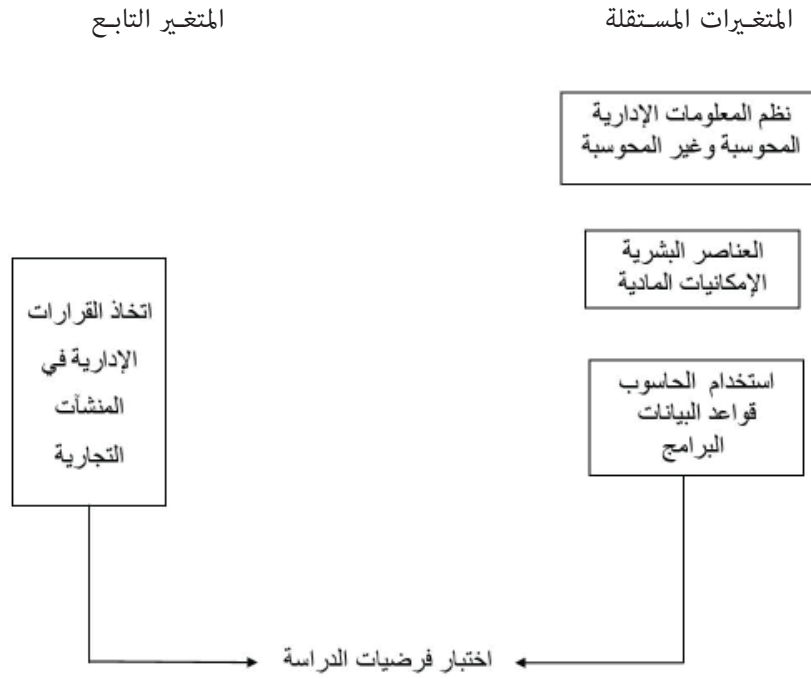 المتغيرات المستقلة
المتغير التابع
نظم المعلومات الإدارية
المحوسبة وغير المحوسبة
العناصر البشرية
الإمكانيات المادية
استخدام الحاسوب
قواعد البيانات
البرامج
اتخاذ القرارات
الإدارية في
المنشآت
التجارية
اختبار فرضيات الدراسة